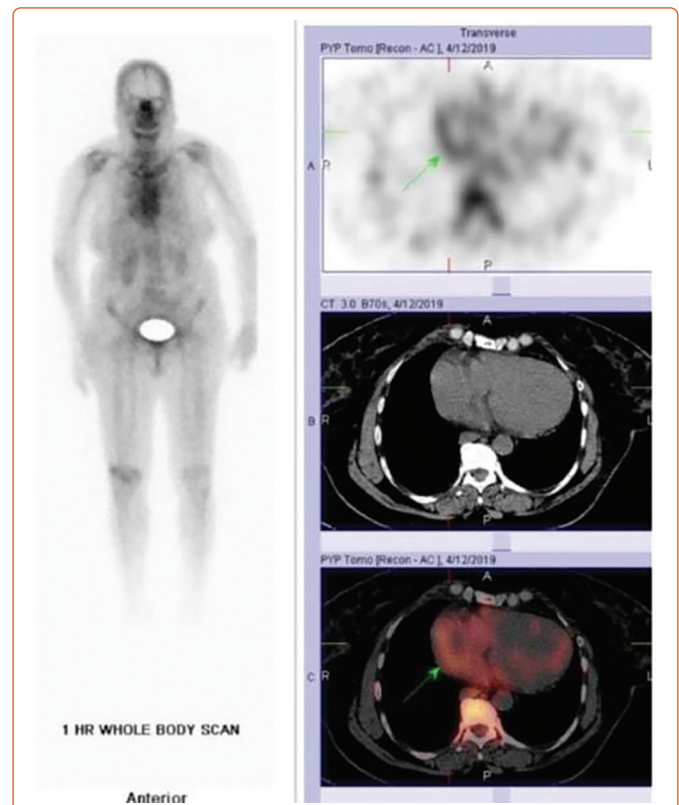 1 HR WHOLE BODY SCAN
Anterior
Transverse
PYP Tomo [Recon - AC ], 4/12/2019
A
A
R
L
P
CT 3.0 B70s, 4/12/2019
A
B
R
L
P
PYP Tomo [Recon - AC ], 4/12/2019
A
C
R
L
P